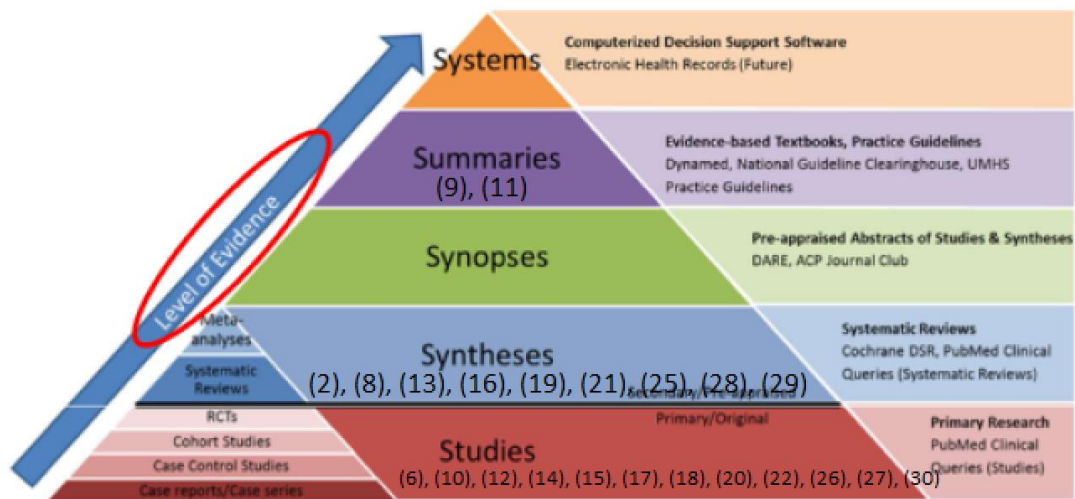 Systems
Computerized Decision Support Software
Electronic Health Records (Future)
Summaries
(9), (11)
Evidence-based Textbooks, Practice Guidelines
Dynamed, National Guideline Clearinghouse, UMHS
Practice Guidelines
Level of Evidence
Synopses
Pre-appraised Abstracts of Studies & Syntheses
DARE, ACP Journal Club
Meta-
analyses
Systematic
Reviews
Syntheses
(2), (8), (13), (16), (19), (21), (25), (28), (29)
Secondary/Pre-appraised
Systematic Reviews
Cochrane DSR, PubMed Clinical
Queries (Systematic Reviews)
RCTs
Cohort Studies
Case Control Studies
Case reports/Case series
Primary/Original
Studies
(6), (10), (12), (14), (15), (17), (18), (20), (22), (26), (27), (30)
Primary Research
PubMed Clinical
Queries (Studies)